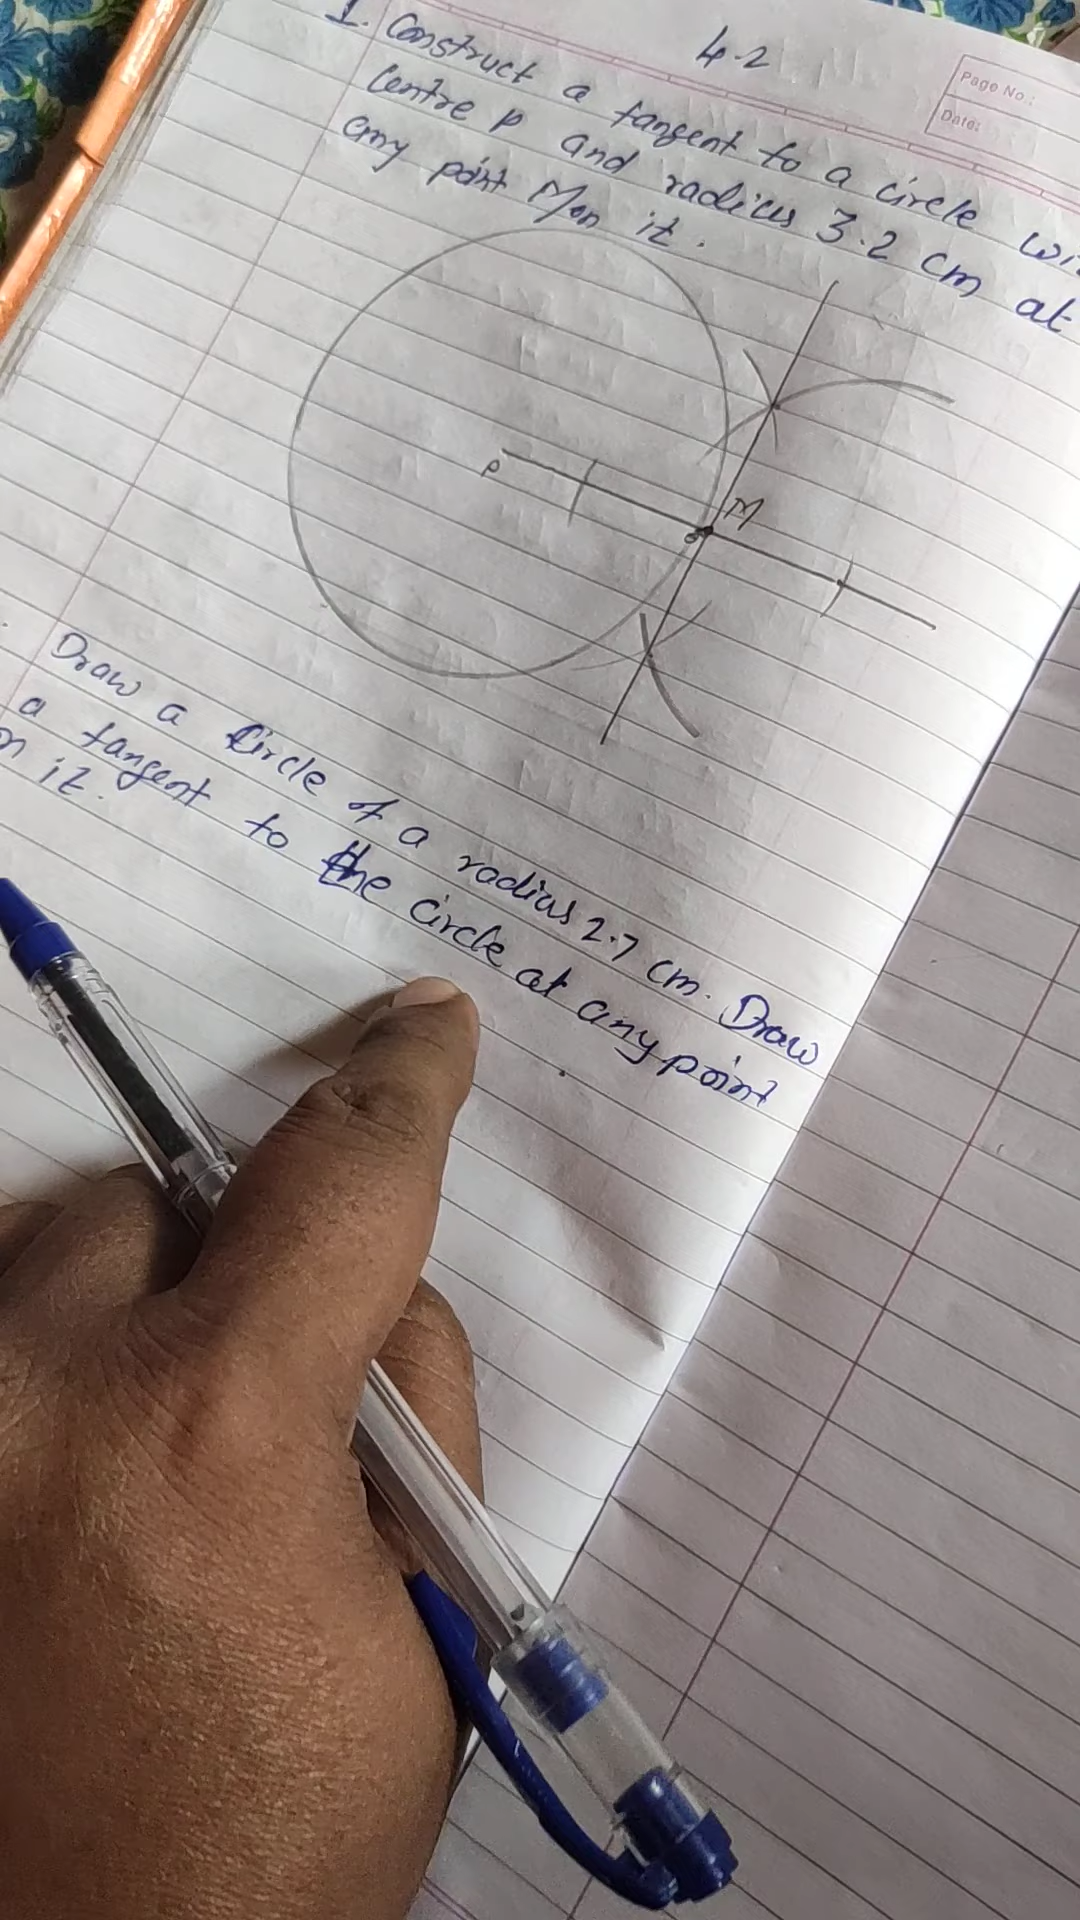 4.2
Page No.:
Date:
1. Construct a tangent to a circle
Centre P and radius 3.2 cm at
any point M on it.
P
M
Draw a Circle of a radius 2.7 cm. Draw
a tangent to the circle at any point
on it.